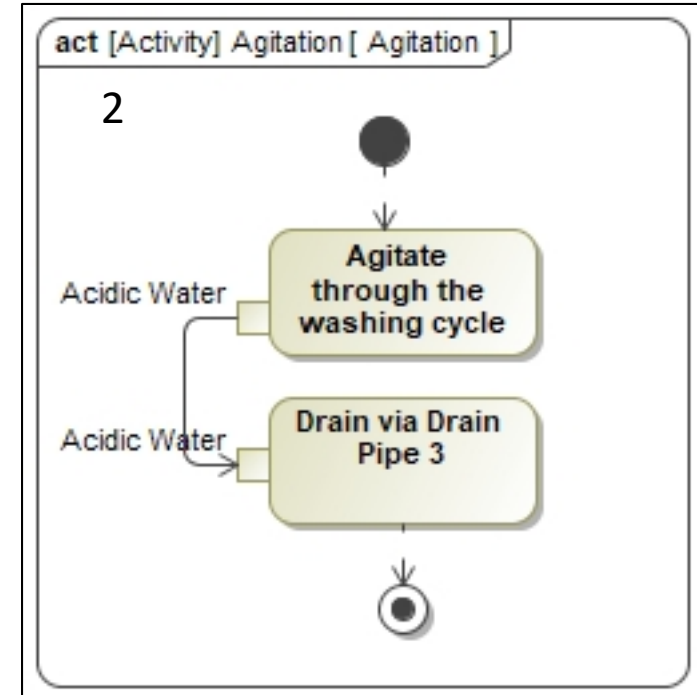 act [Activity] Agitation [ Agitation ]
2
Agitate
through the
washing cycle
Acidic Water
Drain via Drain
Pipe 3
Acidic Water